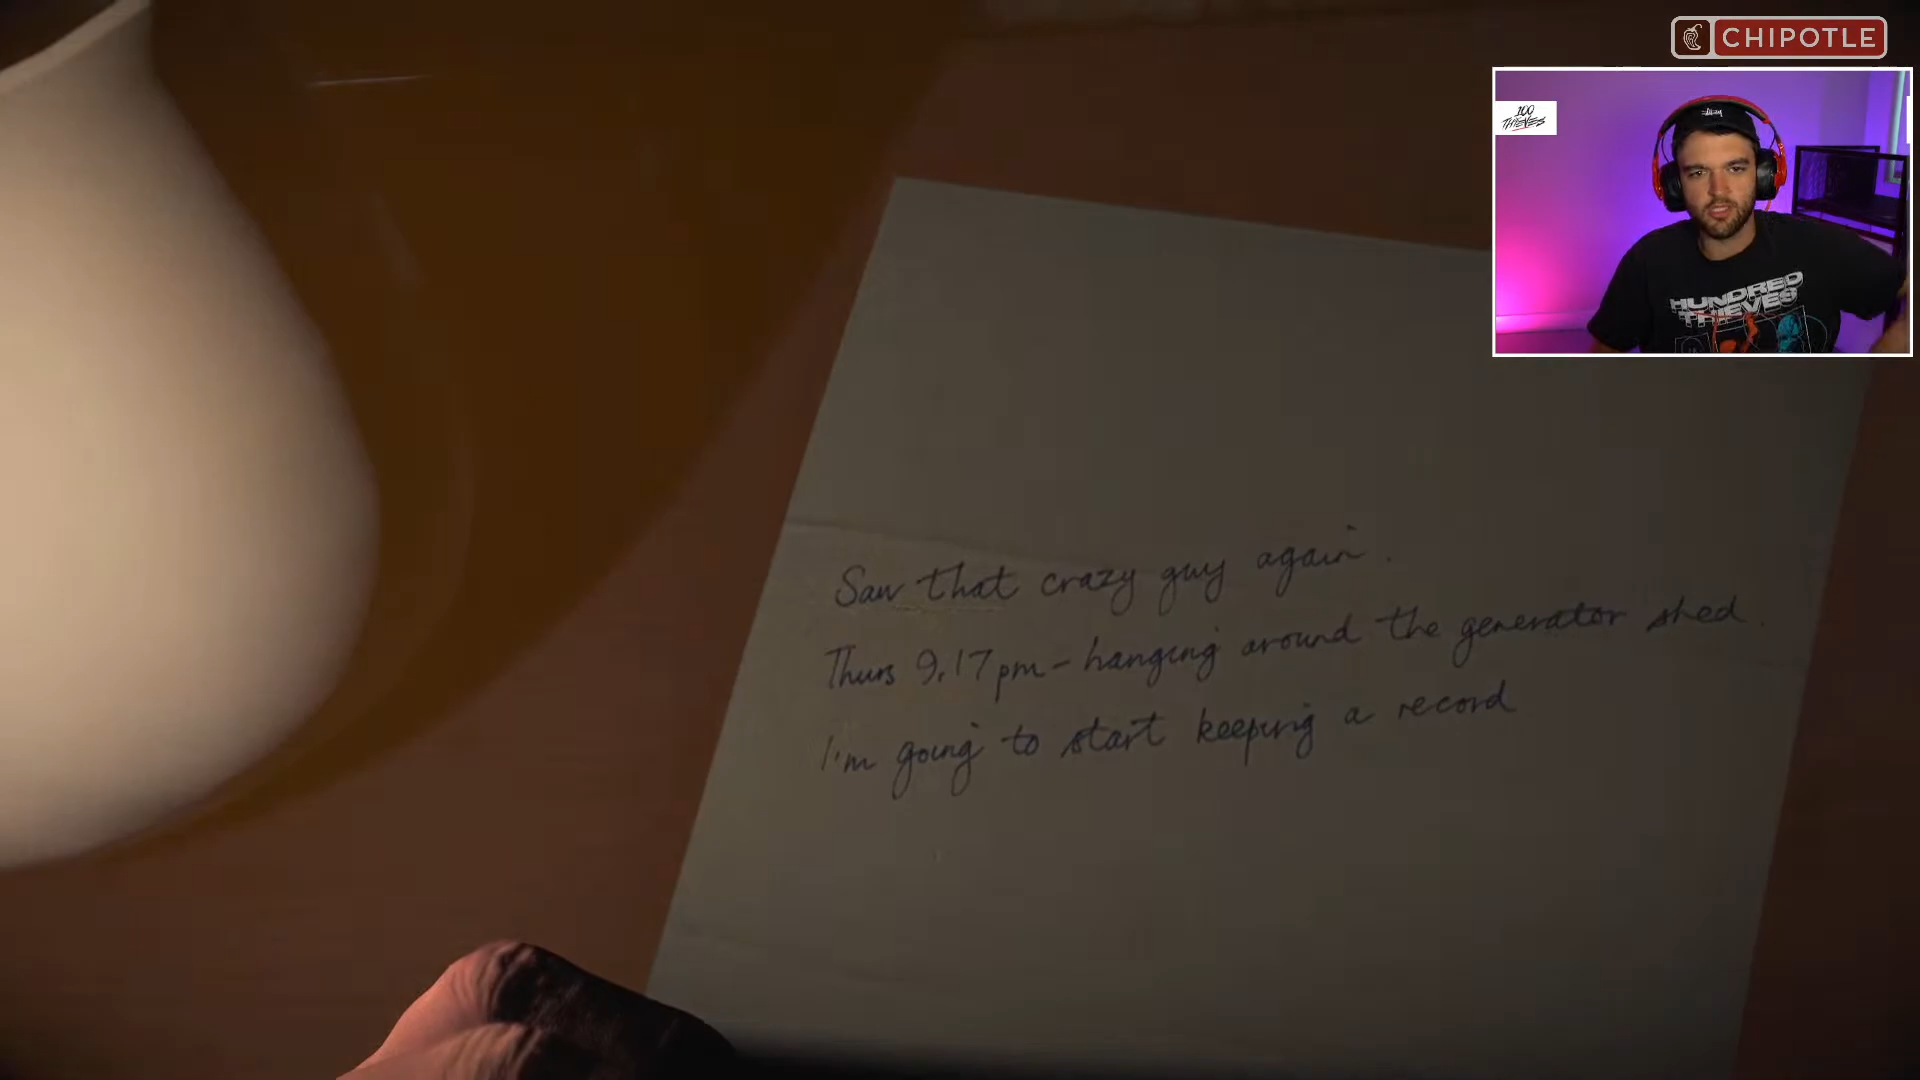 CHIPOTLE
100
THIEVES
HUNDRED
THIEVES
Saw that crazy guy again.
Thurs 9.17pm - hanging around the generator shed.
I'm going to start keeping a record